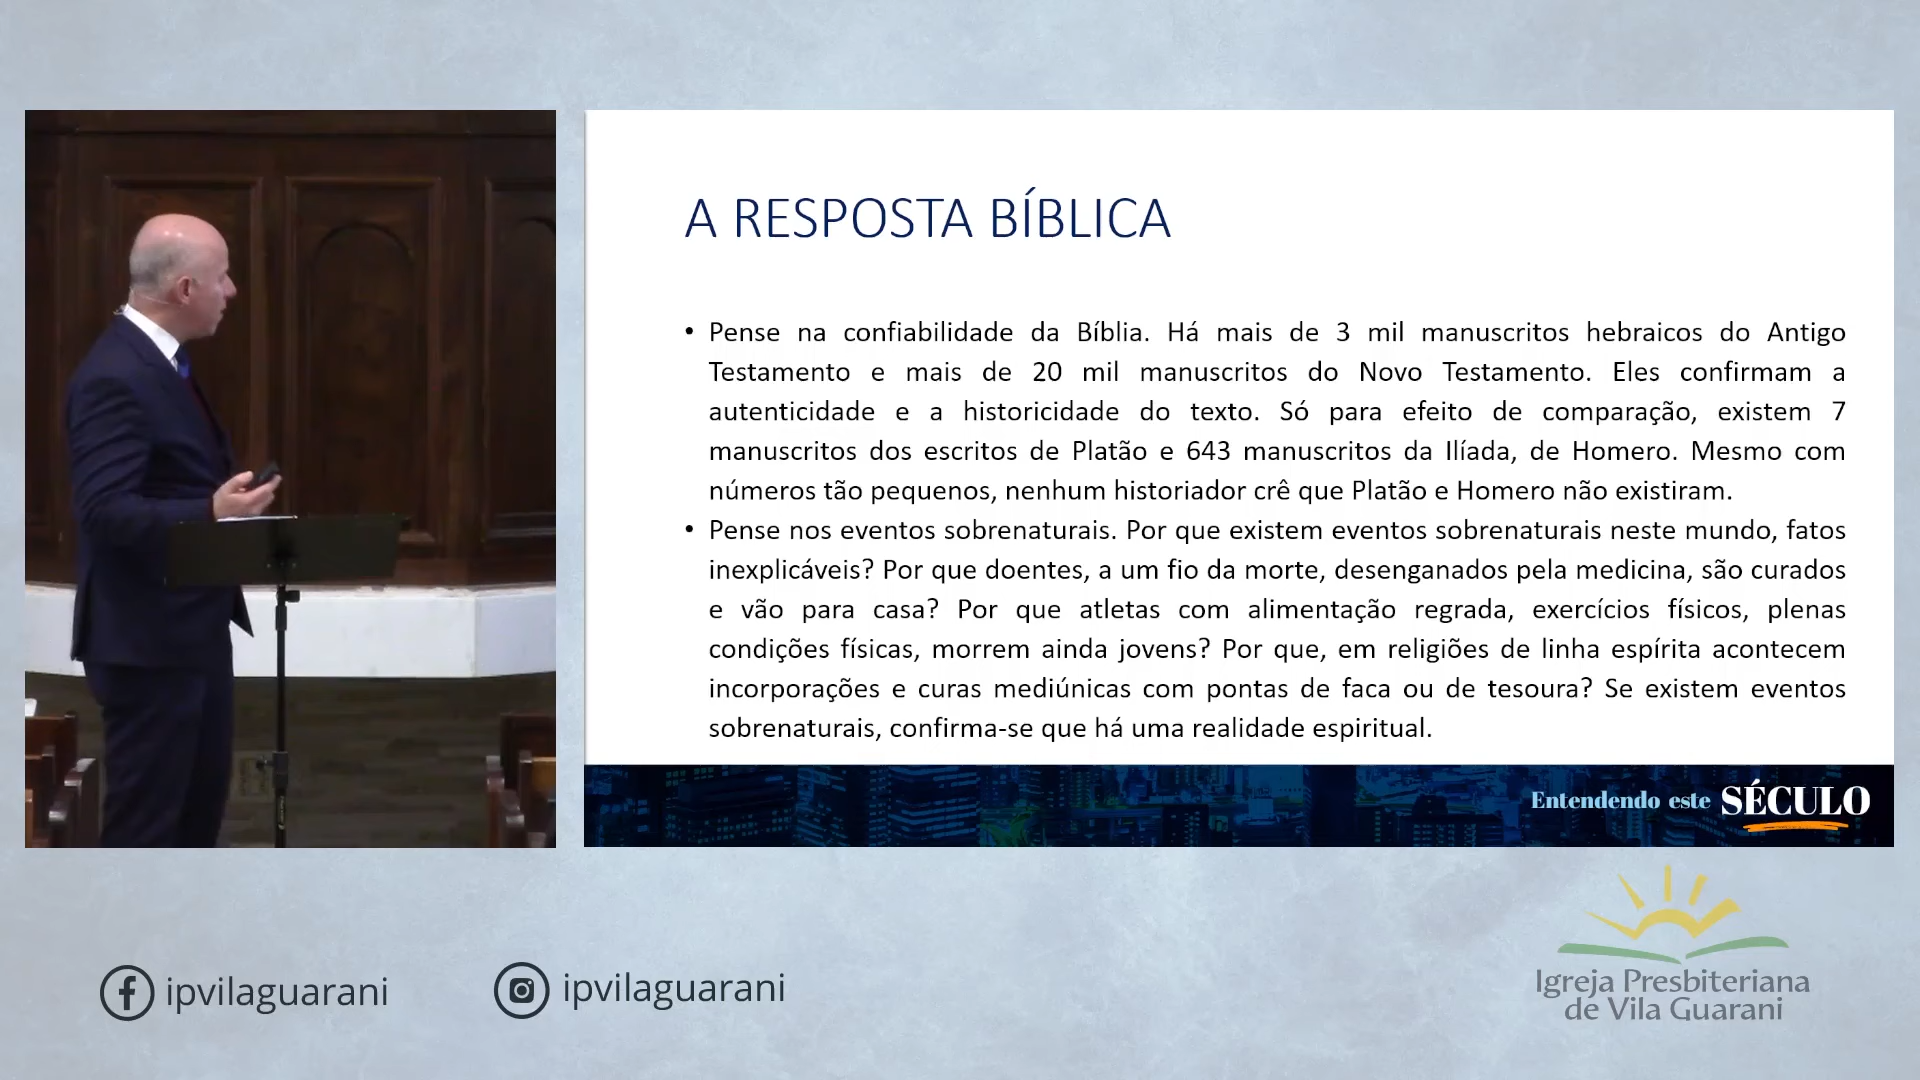 A RESPOSTA BÍBLICA
• Pense na confiabilidade da Bíblia. Há mais de 3 mil manuscritos hebraicos do Antigo
Testamento e mais de 20 mil manuscritos do Novo Testamento. Eles confirmam a
autenticidade e a historicidade do texto. Só para efeito de comparação, existem 7
manuscritos dos escritos de Platão e 643 manuscritos da Ilíada, de Homero. Mesmo com
números tão pequenos, nenhum historiador crê que Platão e Homero não existiram.
• Pense nos eventos sobrenaturais. Por que existem eventos sobrenaturais neste mundo, fatos
inexplicáveis? Por que doentes, a um fio da morte, desenganados pela medicina, são curados
e vão para casa? Por que atletas com alimentação regrada, exercícios físicos, plenas
condições físicas, morrem ainda jovens? Por que, em religiões de linha espírita acontecem
incorporações e curas mediúnicas com pontas de faca ou de tesoura? Se existem eventos
sobrenaturais, confirma-se que há uma realidade espiritual.
Entendendo este SÉCULO
ipvilaguarani
ipvilaguarani
Igreja Presbiteriana
de Vila Guarani